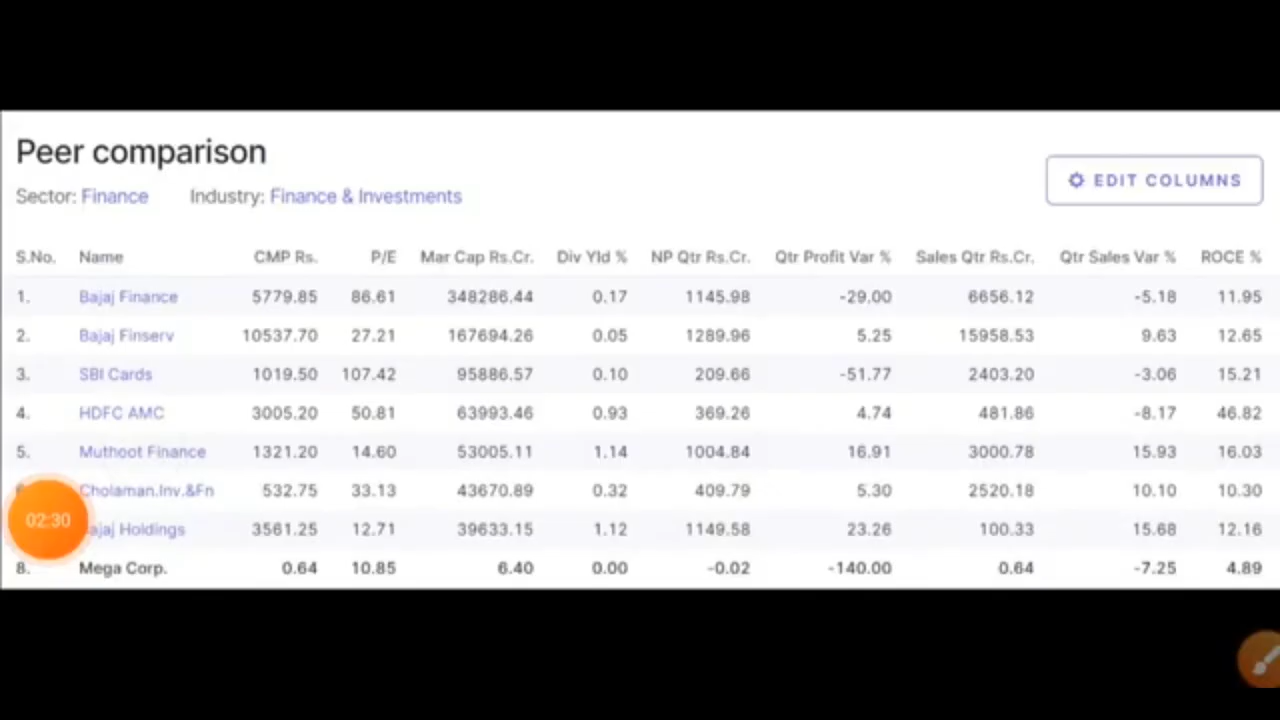 Peer comparison
Sector: Finance Industry: Finance & Investments
EDIT COLUMNS
S.No. Name CMP Rs. P/E Mar Cap Rs.Cr. Div Yld % NP Qtr Rs.Cr. Qtr Profit Var % Sales Qtr Rs.Cr. Qtr Sales Var % ROCE %
1. Bajaj Finance 5779.85 86.61 348286.44 0.17 1145.98 -29.00 6656.12 -5.18 11.95
2. Bajaj Finserv 10537.70 27.21 167694.26 0.05 1289.96 5.25 15958.53 9.63 12.65
3. SBI Cards 1019.50 107.42 95886.57 0.10 209.66 -51.77 2403.20 -3.06 15.21
4. HDFC AMC 3005.20 50.81 63993.46 0.93 369.26 4.74 481.86 -8.17 46.82
5. Muthoot Finance 1321.20 14.60 53005.11 1.14 1004.84 16.91 3000.78 15.93 16.03
Cholaman.Inv.&Fn 532.75 33.13 43670.89 0.32 409.79 5.30 2520.18 10.10 10.30
02:30
ajaj Holdings 3561.25 12.71 39633.15 1.12 1149.58 23.26 100.33 15.68 12.16
8. Mega Corp. 0.64 10.85 6.40 0.00 -0.02 -140.00 0.64 -7.25 4.89